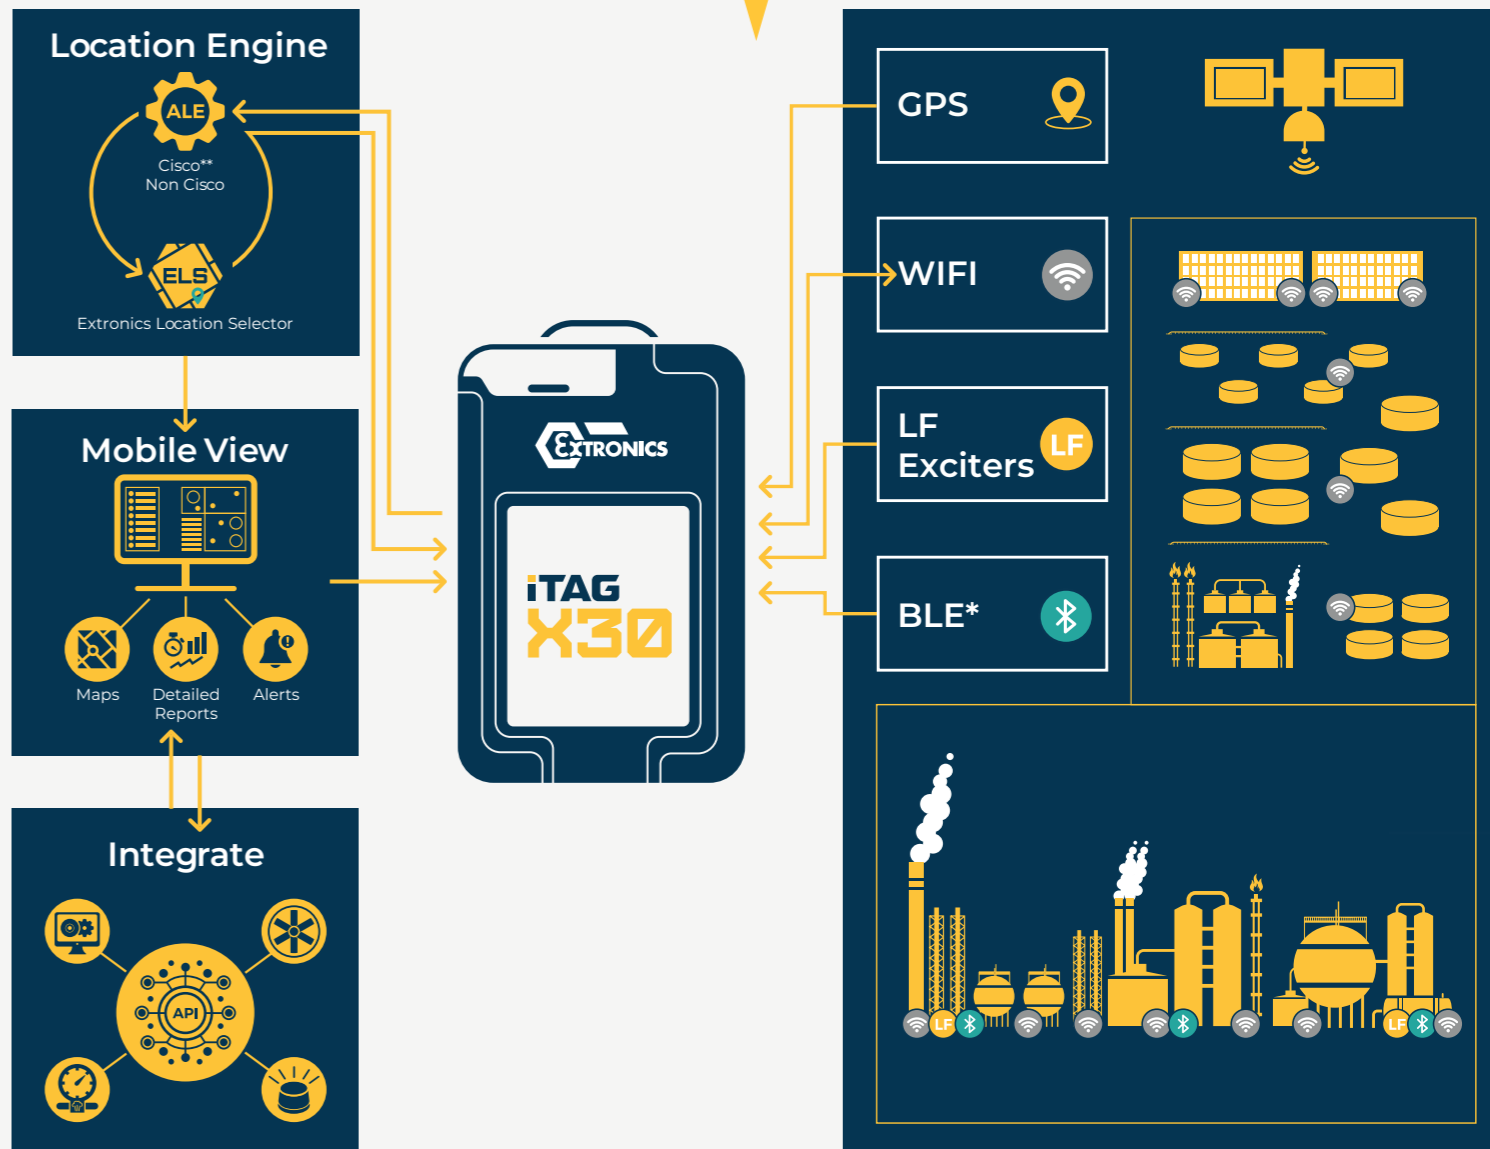 Location Engine
ALE
Cisco**
Non Cisco
ELS
Extronics Location Selector
Mobile View
Maps
Detailed
Reports
Alerts
Integrate
API
EXTRONICS
iTAG
X30
GPS
WIFI
LF
Exciters
LF
BLE*
LF
LF